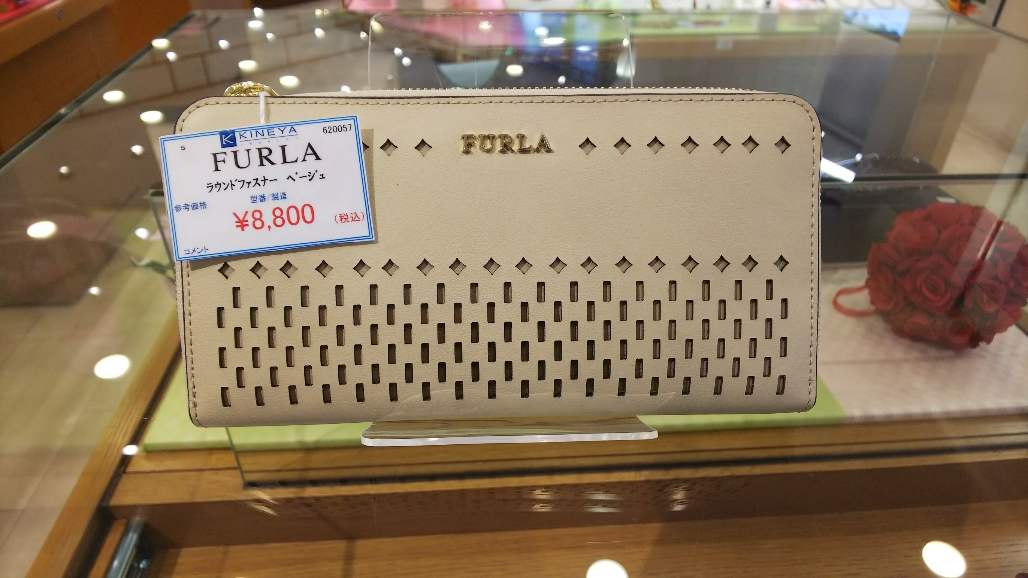 5
KINEYA
620057
FURLA
ラウンドファスナー ベージュ
型番/製造
参考価格
¥8,800 (税込)
コメント
FURLA